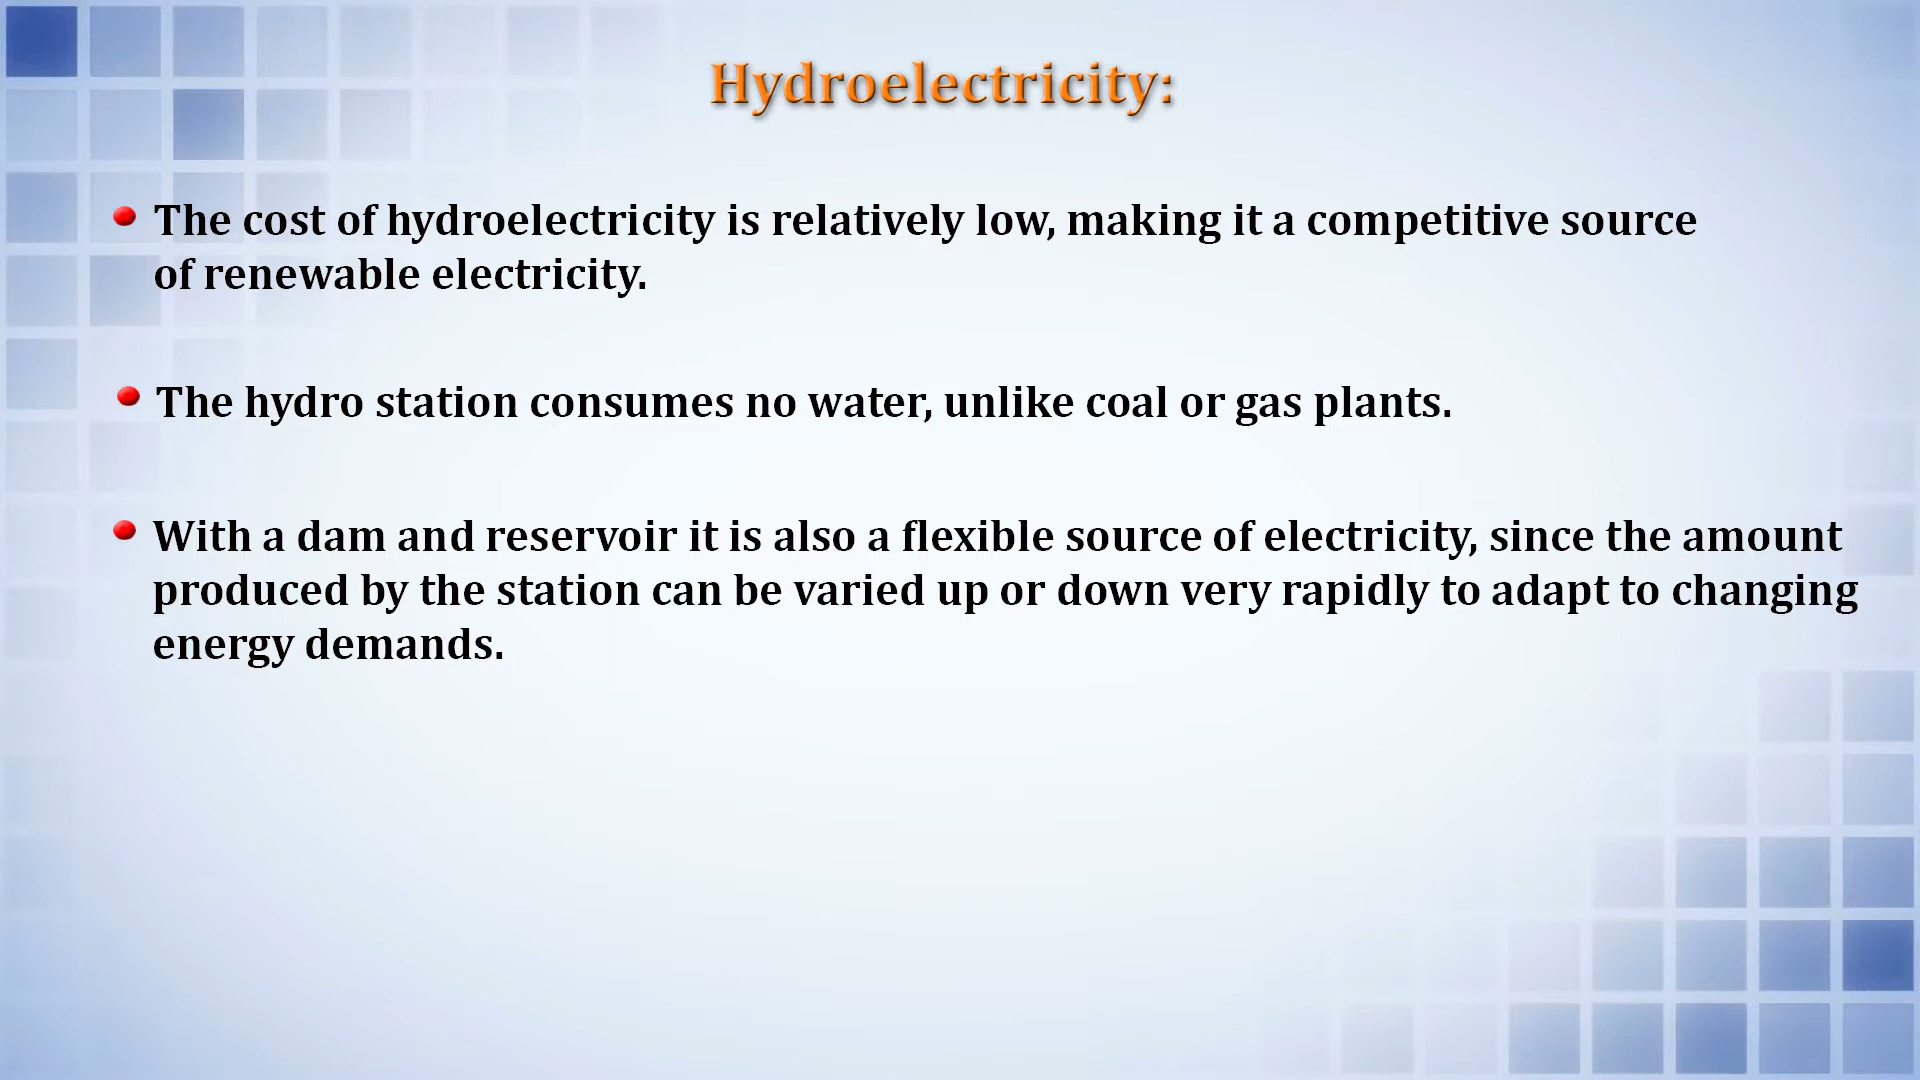 Hydroelectricity:
The cost of hydroelectricity is relatively low, making it a competitive source
of renewable electricity.
The hydro station consumes no water, unlike coal or gas plants.
With a dam and reservoir it is also a flexible source of electricity, since the amount
produced by the station can be varied up or down very rapidly to adapt to changing
energy demands.